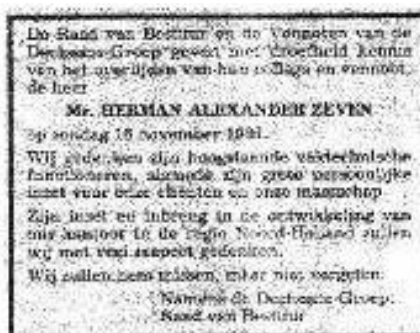 De Raad van Bestuur en de Vennoten van de
Dechesne Groep geven met droefheid kennis
van het overlijden van hun collega en vennoot,
de heer
Mr. HERMAN ALEXANDER ZEVEN
op zondag 15 november 1981.
Wij gedenken zijn hoogstaande vaktechnische
functioneren, alsmede zijn grote persoonlijke
inzet voor onze cliënten en onze maatschap.
Zijn inzet en inbreng in de ontwikkeling van
ons kantoor in de regio Noord-Holland zullen
wij met veel respect gedenken.
Wij zullen hem missen, maar niet vergeten.
Namens de Dechesne Groep:
Raad van Bestuur